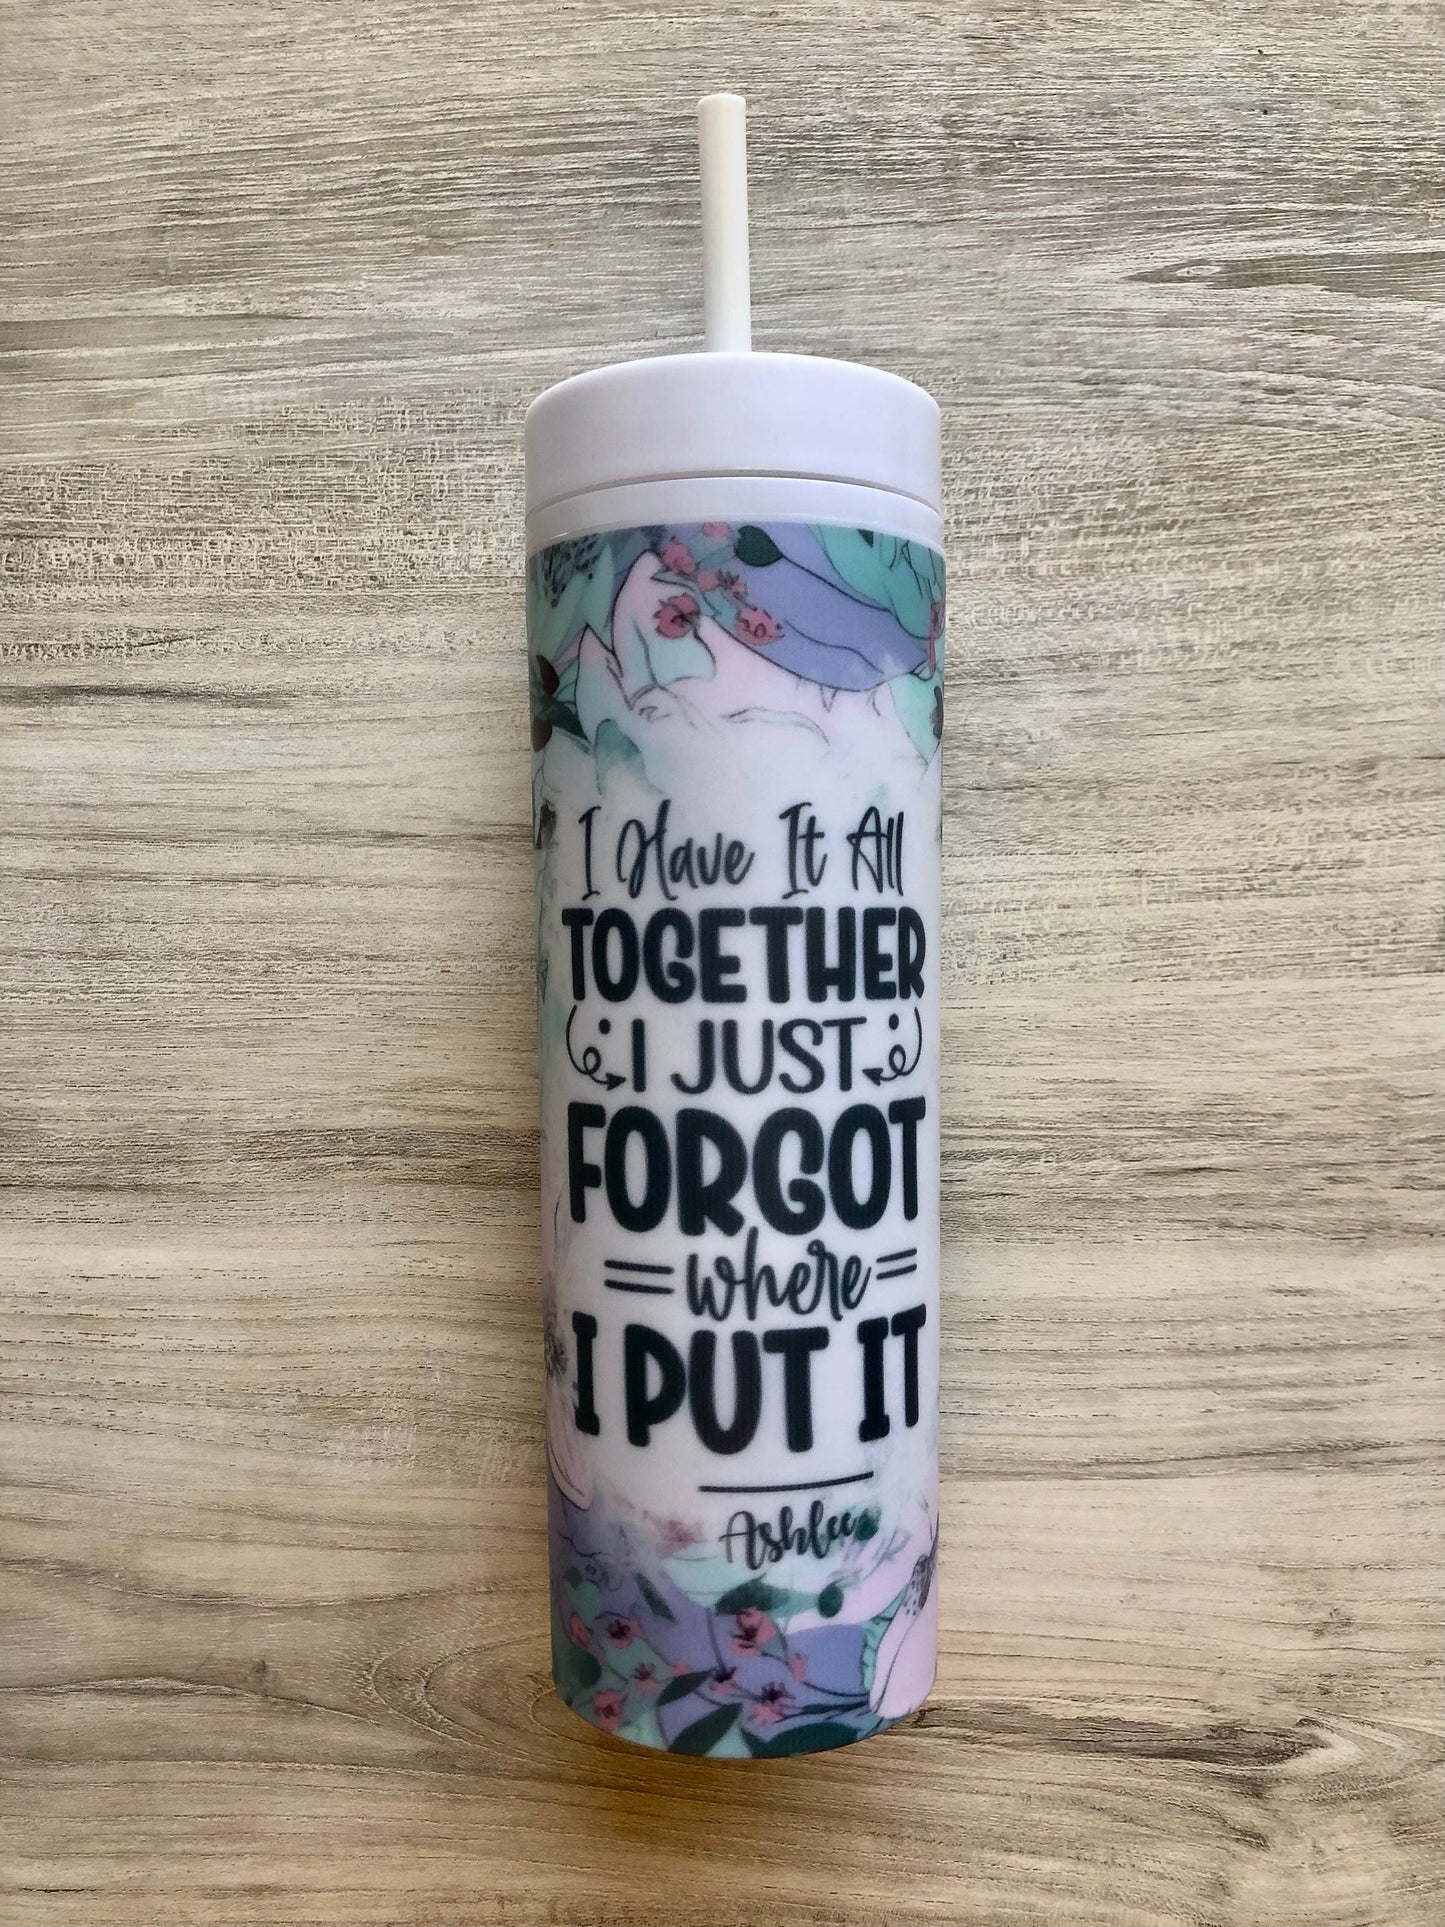 I Have It All
TOGETHER
I JUST
FORGOT
where
I PUT IT
Ashlee